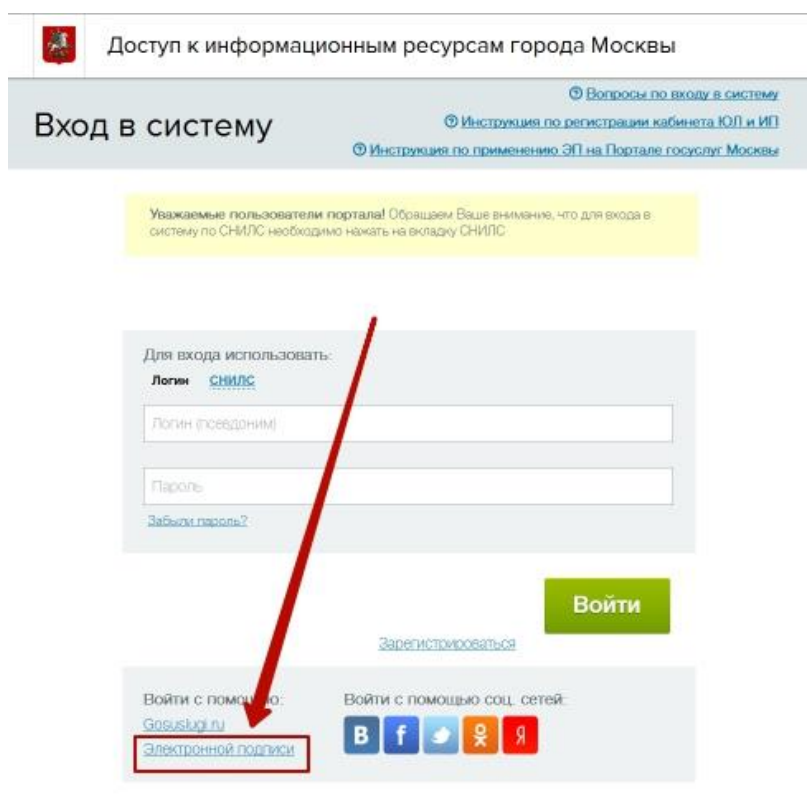 Доступ к информационным ресурсам города Москвы
Вопросы по входу в систему
Вход в систему
Инструкция по регистрации кабинета ЮЛ и ИП
Инструкция по применению ЭП на Портале госуслуг Москвы
Уважаемые пользователи портала! Обращаем Ваше внимание, что для входа в
систему по СНИЛС необходимо нажать на вкладку СНИЛС
Для входа использовать:
Логин СНИЛС
Логин (псевдоним)
Пароль
Забыли пароль?
Войти
Зарегистрироваться
Войти с помощью: Войти с помощью соц. сетей:
Gosuslugi.ru
В f Я
Электронной подписи